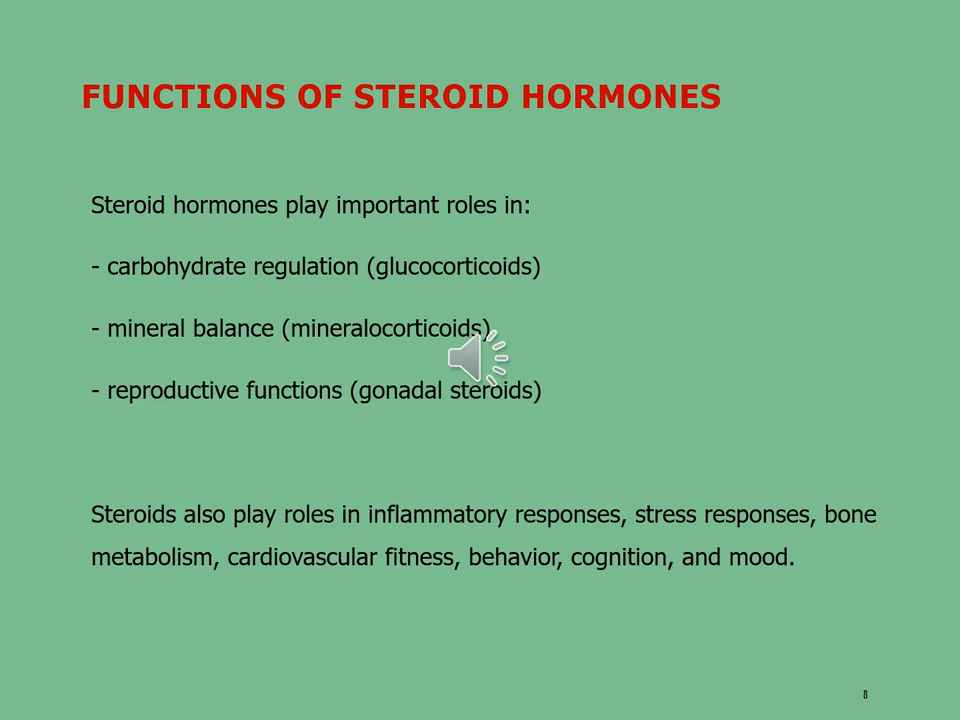 FUNCTIONS OF STEROID HORMONES
Steroid hormones play important roles in:
- carbohydrate regulation (glucocorticoids)
- mineral balance (mineralocorticoids)
- reproductive functions (gonadal steroids)
Steroids also play roles in inflammatory responses, stress responses, bone
metabolism, cardiovascular fitness, behavior, cognition, and mood.
8